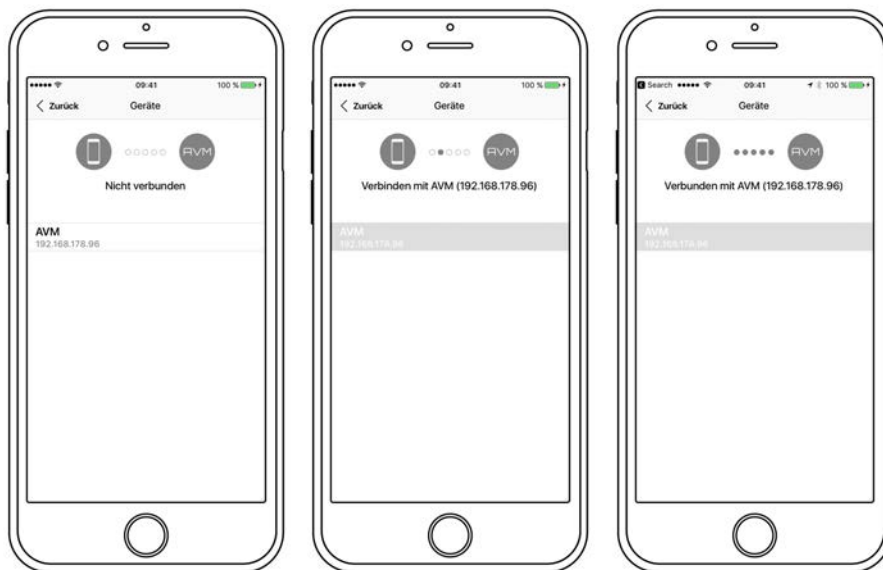 09:41 100 %
Zurück Geräte
AVM
Nicht verbunden
AVM
192.168.178.96
09:41 100 %
Zurück Geräte
AVM
Verbinden mit AVM (192.168.178.96)
AVM
192.168.178.96
Search 09:41 100 %
Zurück Geräte
AVM
Verbunden mit AVM (192.168.178.96)
AVM
192.168.178.96